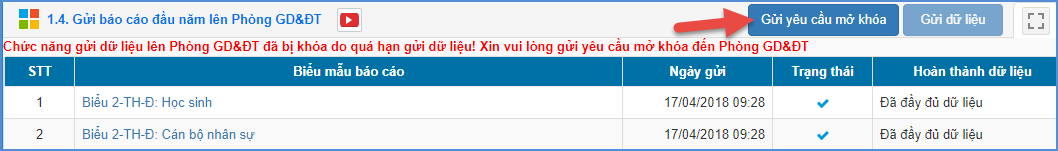 1.4. Gửi báo cáo đầu năm lên Phòng GD&ĐT Gửi yêu cầu mở khóa Gửi dữ liệu
Chức năng gửi dữ liệu lên Phòng GD&ĐT đã bị khóa do quá hạn gửi dữ liệu! Xin vui lòng gửi yêu cầu mở khóa đến Phòng GD&ĐT
STT Biểu mẫu báo cáo Ngày gửi Trạng thái Hoàn thành dữ liệu
1 Biểu 2-TH-Đ: Học sinh 17/04/2018 09:28 Đã đầy đủ dữ liệu
2 Biểu 2-TH-Đ: Cán bộ nhân sự 17/04/2018 09:28 Đã đầy đủ dữ liệu